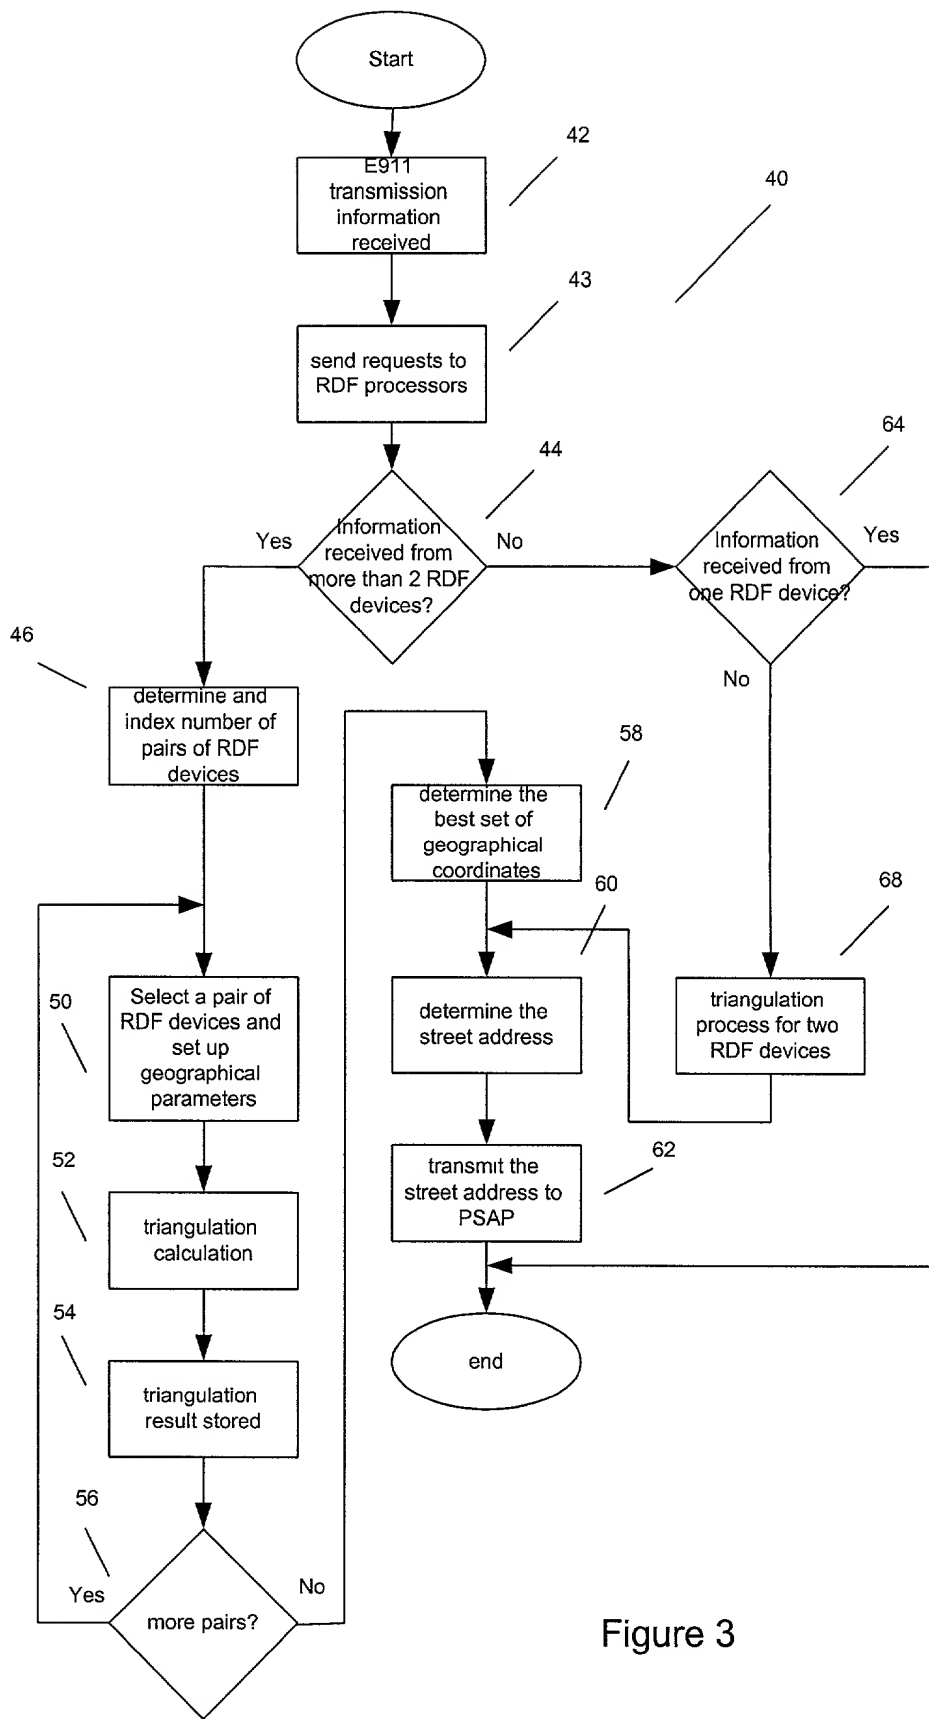 Start
42
E911
transmission
information
received
40
43
send requests to
RDF processors
44
64
Yes
Information
received from
more than 2 RDF
devices?
No
Information
received from
one RDF device?
Yes
46
No
determine and
index number of
pairs of RDF
devices
58
determine the
best set of
geographical
coordinates
60
68
50
Select a pair of
RDF devices and
set up
geographical
parameters
determine the
street address
triangulation
process for two
RDF devices
52
62
transmit the
street address to
PSAP
triangulation
calculation
54
end
triangulation
result stored
56
Yes
No
more pairs?
Figure 3